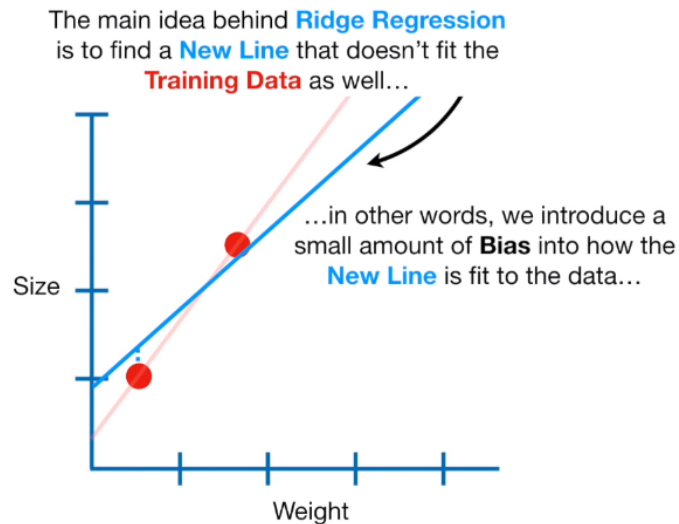 The main idea behind Ridge Regression
is to find a New Line that doesn't fit the
Training Data as well...
...in other words, we introduce a
small amount of Bias into how the
New Line is fit to the data...
Size
Weight